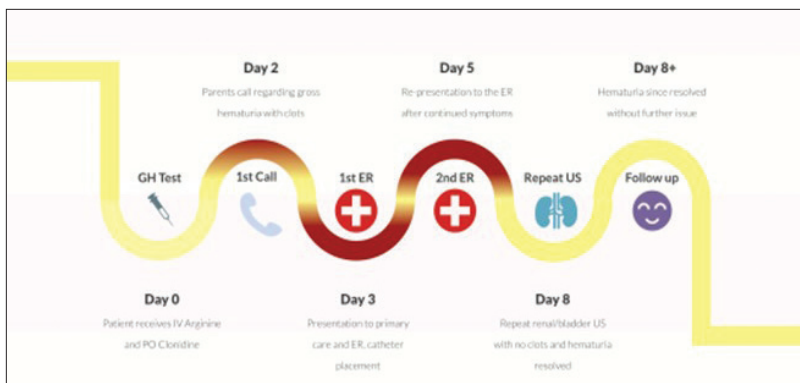 Day 2
Parents call regarding gross
hematuria with clots
Day 5
Re-presentation to the ER
after continued symptoms
Day 8+
Hematuria since resolved
without further issue
GH Test
1st Call
1st ER
2nd ER
Repeat US
Follow up
Day 0
Patient receives IV Arginine
and PO Clonidine
Day 3
Presentation to primary
care and ER, catheter
placement
Day 8
Repeat renal/bladder US
with no clots and hematuria
resolved